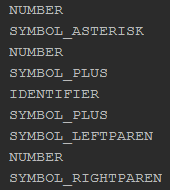 NUMBER
SYMBOL_ASTERISK
NUMBER
SYMBOL_PLUS
IDENTIFIER
SYMBOL_PLUS
SYMBOL_LEFTPAREN
NUMBER
SYMBOL_RIGHTPAREN